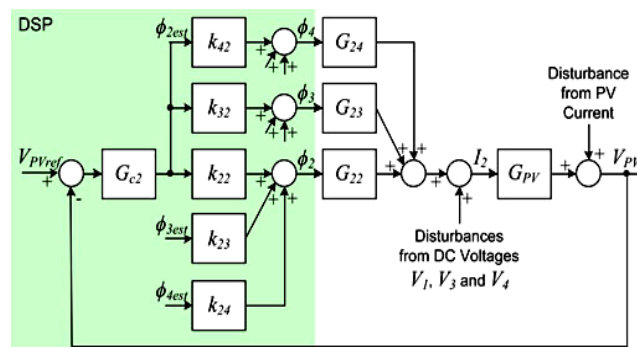 DSP
ϕ2est
k42
ϕ4
G24
k32
ϕ3
G23
Disturbance
from PV
Current
VPVref
+
-
Gc2
k22
ϕ2
G22
I2
GPV
VPV
ϕ3est
k23
ϕ4est
k24
Disturbances
from DC Voltages
V1, V3 and V4